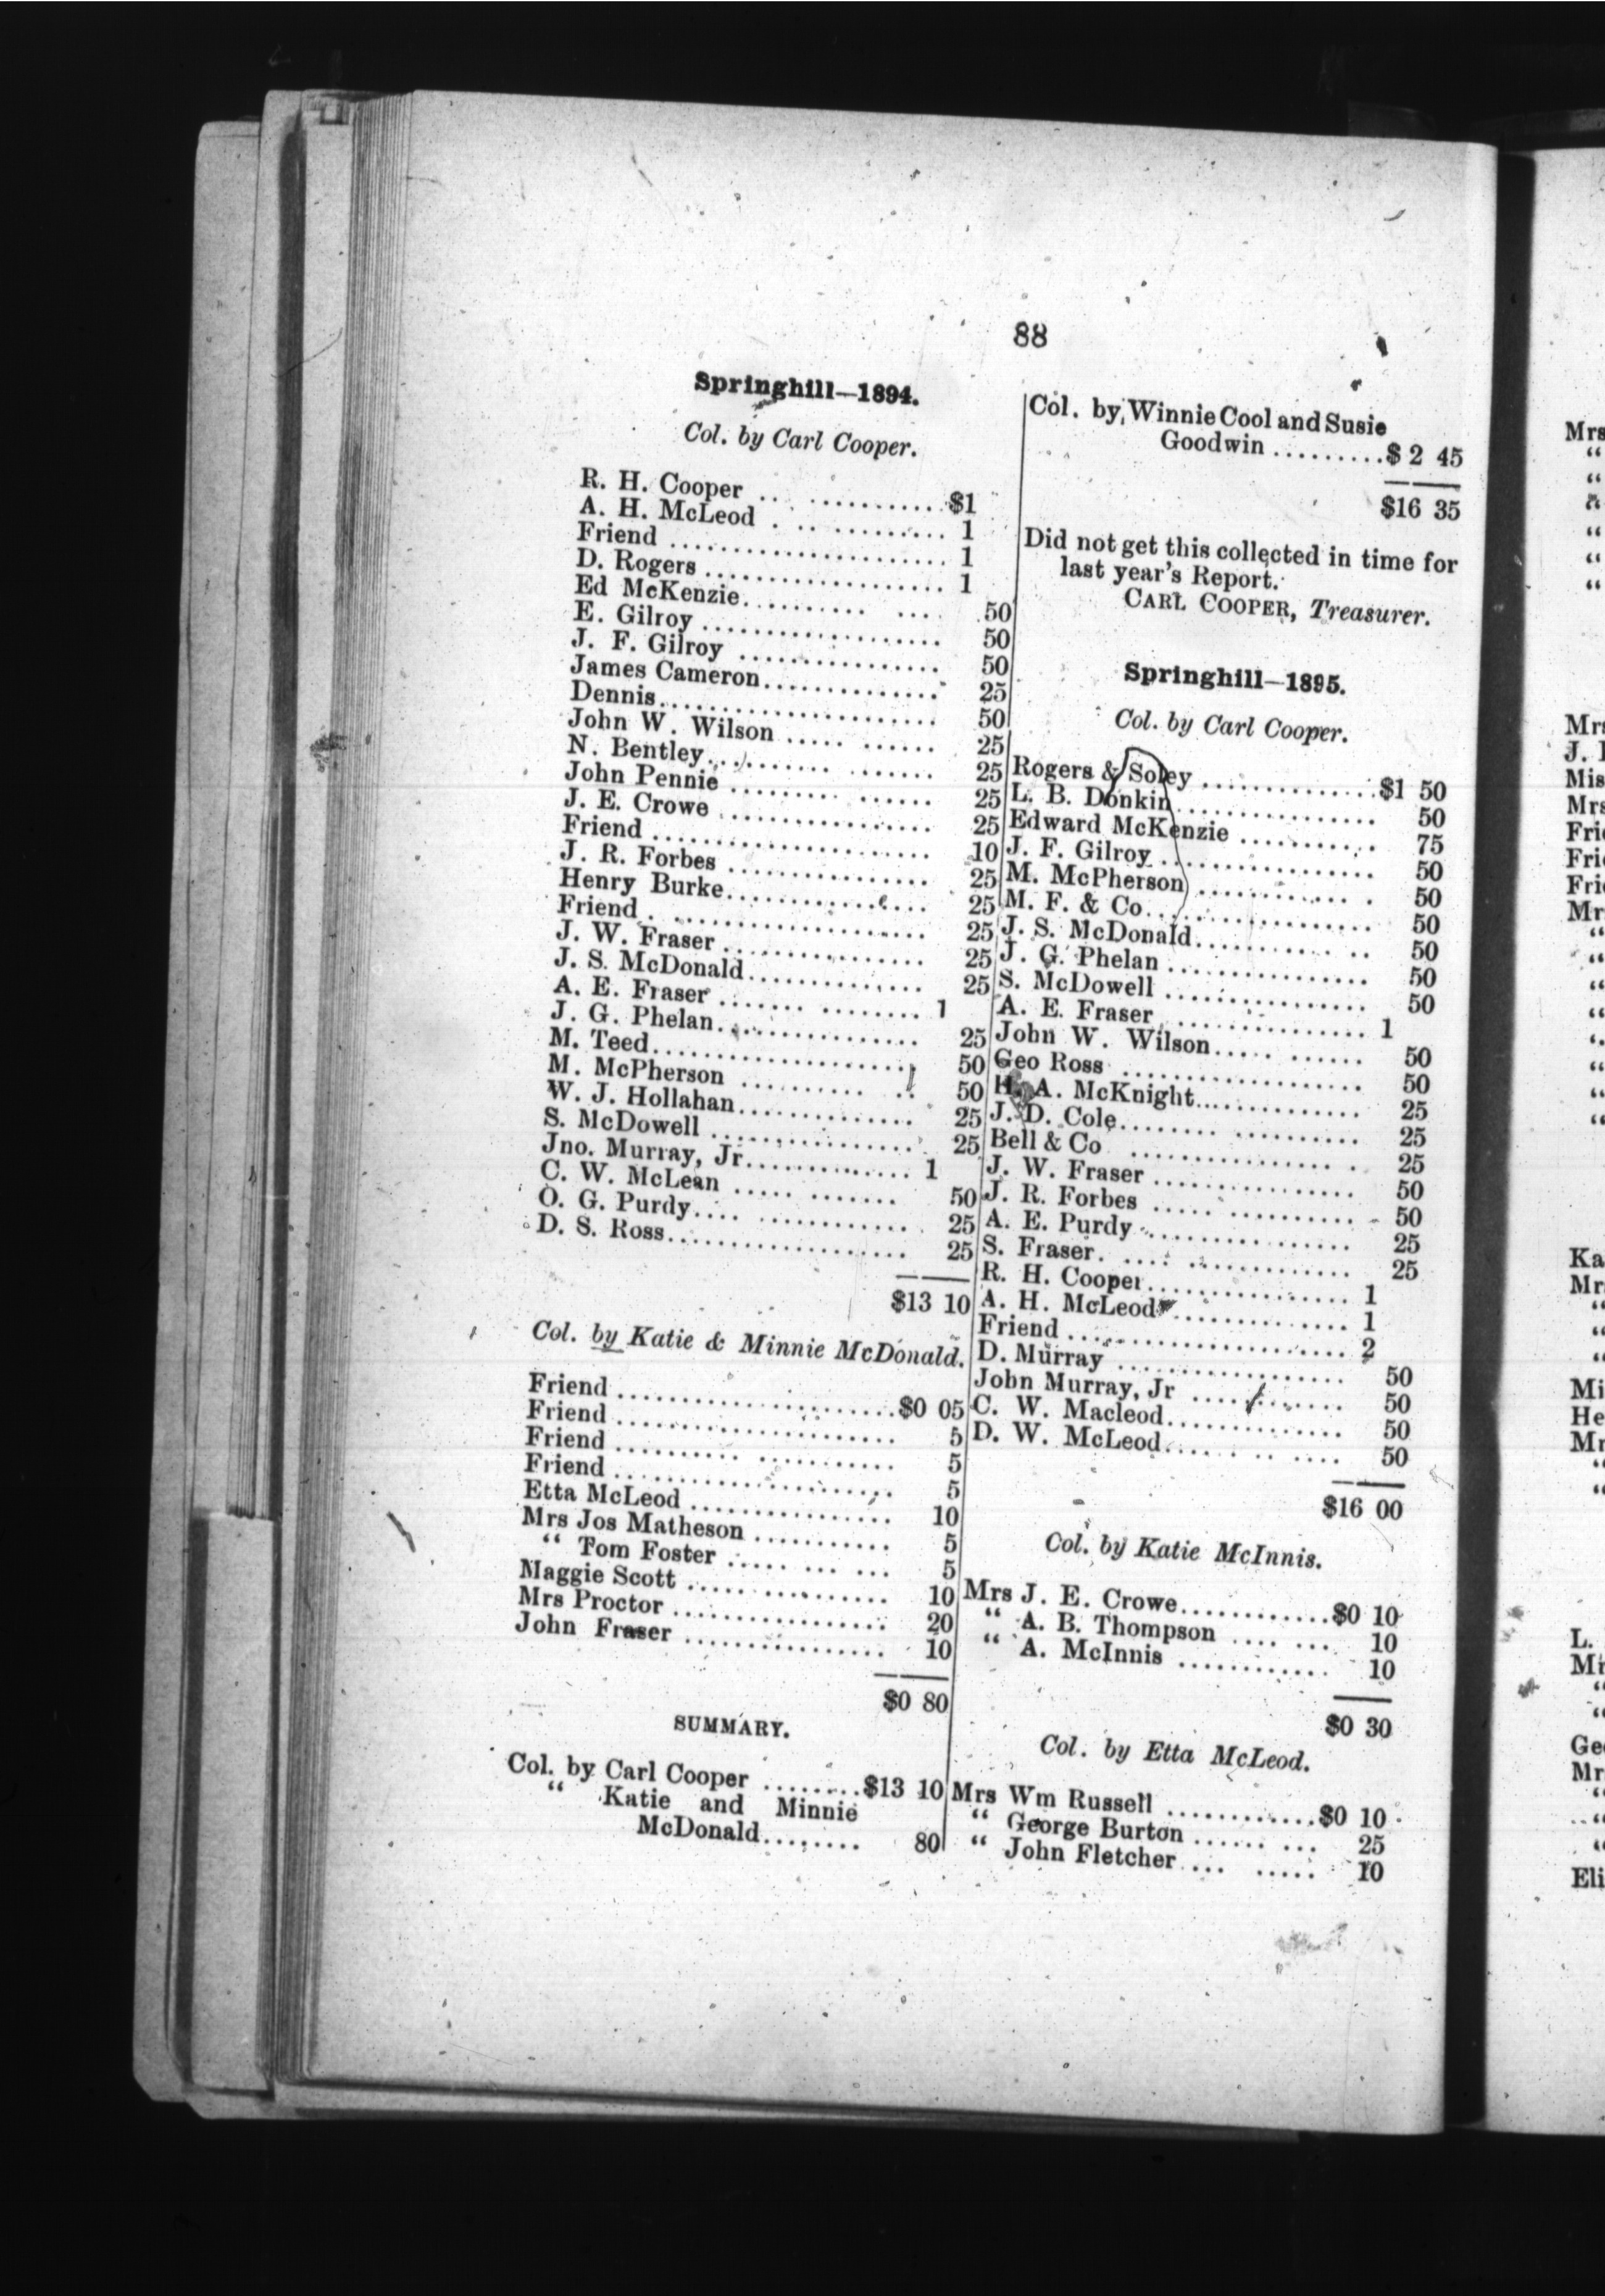 88
Springhill—1894.
Col. by Carl Cooper.
R. H. Cooper .. ............$1
A. H. McLeod . ........... 1
Friend ...................... 1
D. Rogers ................... 1
Ed McKenzie.......... .... 50
E. Gilroy ................... 50
J. F. Gilroy ................ 50
James Cameron.............. 25
Dennis...................... 50
John W. Wilson ..... ...... 25
N. Bentley.......... ....... 25
John Pennie ......... ...... 25
J. E. Crowe ................ 25
Friend ...................... 10
J. R. Forbes ................ 25
Henry Burke................ 25
Friend . .................... 25
J. W. Fraser ................ 25
J. S. McDonald.............. 25
A. E. Fraser ....... ........ 1
J. G. Phelan................ 25
M. Teed..................... 50
M. McPherson .......... .. 50
W. J. Hollahan.............. 25
S. McDowell ................ 25
Jno. Murray, Jr............. 1
C. W. McLean ..... ....... 50
O. G. Purdy.... ............ 25
D. S. Ross................... 25
$13 10
Col. by Katie & Minnie McDonald.
Friend ......................$0 05
Friend ...................... 5
Friend ......... .......... 5
Friend ...................... 5
Etta McLeod ............... 10
Mrs Jos Matheson ........... 5
“ Tom Foster ..... ... ... 5
Maggie Scott ...... ......... 10
Mrs Proctor ................. 20
John Fraser ................ 10
$0 80
SUMMARY.
Col. by Carl Cooper .........$13 10
“ Katie and Minnie
McDonald........ 80
Col. by Winnie Cool and Susie
Goodwin .........$ 2 45
$16 35
Did not get this collected in time for
last year's Report.
CARL COOPER, Treasurer.
Springhill—1895.
Col. by Carl Cooper.
Rogers & Soley ..............$1 50
L. B. Donkin................ 50
Edward McKenzie .......... 75
J. F. Gilroy ................ 50
M. McPherson ............ . 50
M. F. & Co.................. 50
J. S. McDonald........... .. 50
J. G. Phelan ................ 50
S. McDowell ................ 50
A. E. Fraser ................ 1
John W. Wilson..... ...... 50
Geo Ross ................... 50
H. A. McKnight.............. 25
J. D. Cole........ .......... 25
Bell & Co ................ . 25
J. W. Fraser ................ 50
J. R. Forbes ..... .......... 50
A. E. Purdy ................ 25
S. Fraser. .... ............. 25
R. H. Cooper................ 1
A. H. McLeod .............. 1
Friend ...................... 2
D. Murray .................. 50
John Murray, Jr ........... 50
C. W. Macleod.............. 50
D. W. McLeod...... .. .... 50
$16 00
Col. by Katie McInnis.
Mrs J. E. Crowe............$0 10
“ A. B. Thompson .... ... 10
“ A. McInnis ............ 10
$0 30
Col. by Etta McLeod.
Mrs Wm Russell ............$0 10
“ George Burton ...... ... 25
“ John Fletcher ... ..... 10
Mrs
Mrs
J.
Mis
Mrs
Ka
Mi
He
L.
Eli